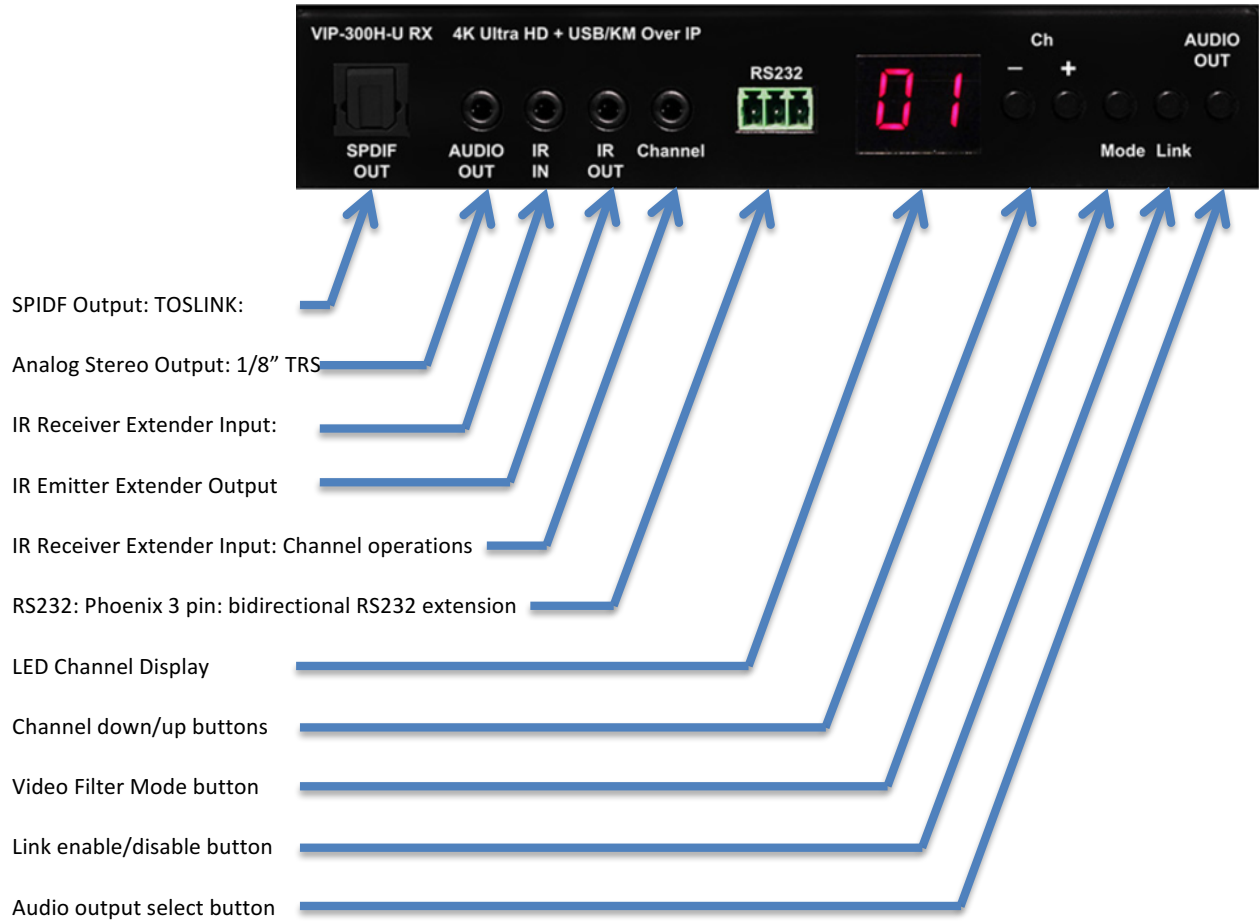 VIP-300H-U RX 4K Ultra HD + USB/KM Over IP
Ch
AUDIO
OUT
– +
RS232
01
SPDIF
OUT
AUDIO
OUT
IR
IN
IR
OUT
Channel
Mode Link
SPIDF Output: TOSLINK:
Analog Stereo Output: 1/8” TRS
IR Receiver Extender Input:
IR Emitter Extender Output
IR Receiver Extender Input: Channel operations
RS232: Phoenix 3 pin: bidirectional RS232 extension
LED Channel Display
Channel down/up buttons
Video Filter Mode button
Link enable/disable button
Audio output select button